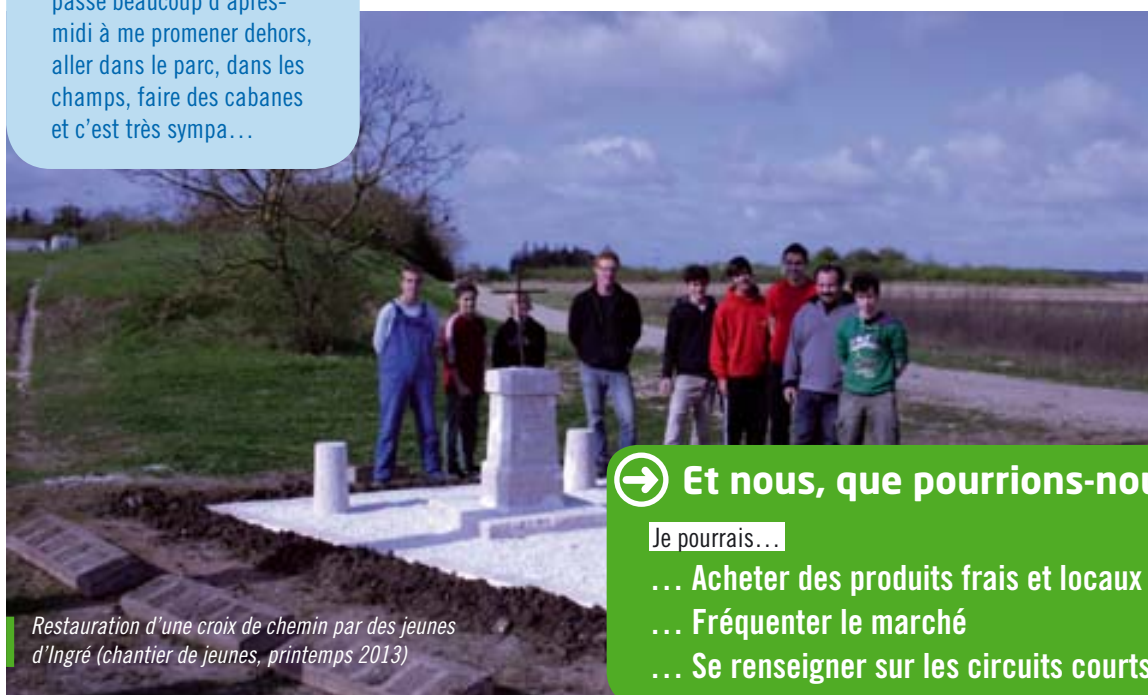 passé beaucoup d'après-
midi à me promener dehors,
aller dans le parc, dans les
champs, faire des cabanes
et c'est très sympa…
Restauration d'une croix de chemin par des jeunes
d'Ingré (chantier de jeunes, printemps 2013)
Et nous, que pourrions-nou
Je pourrais…
… Acheter des produits frais et locaux
… Fréquenter le marché
… Se renseigner sur les circuits courts